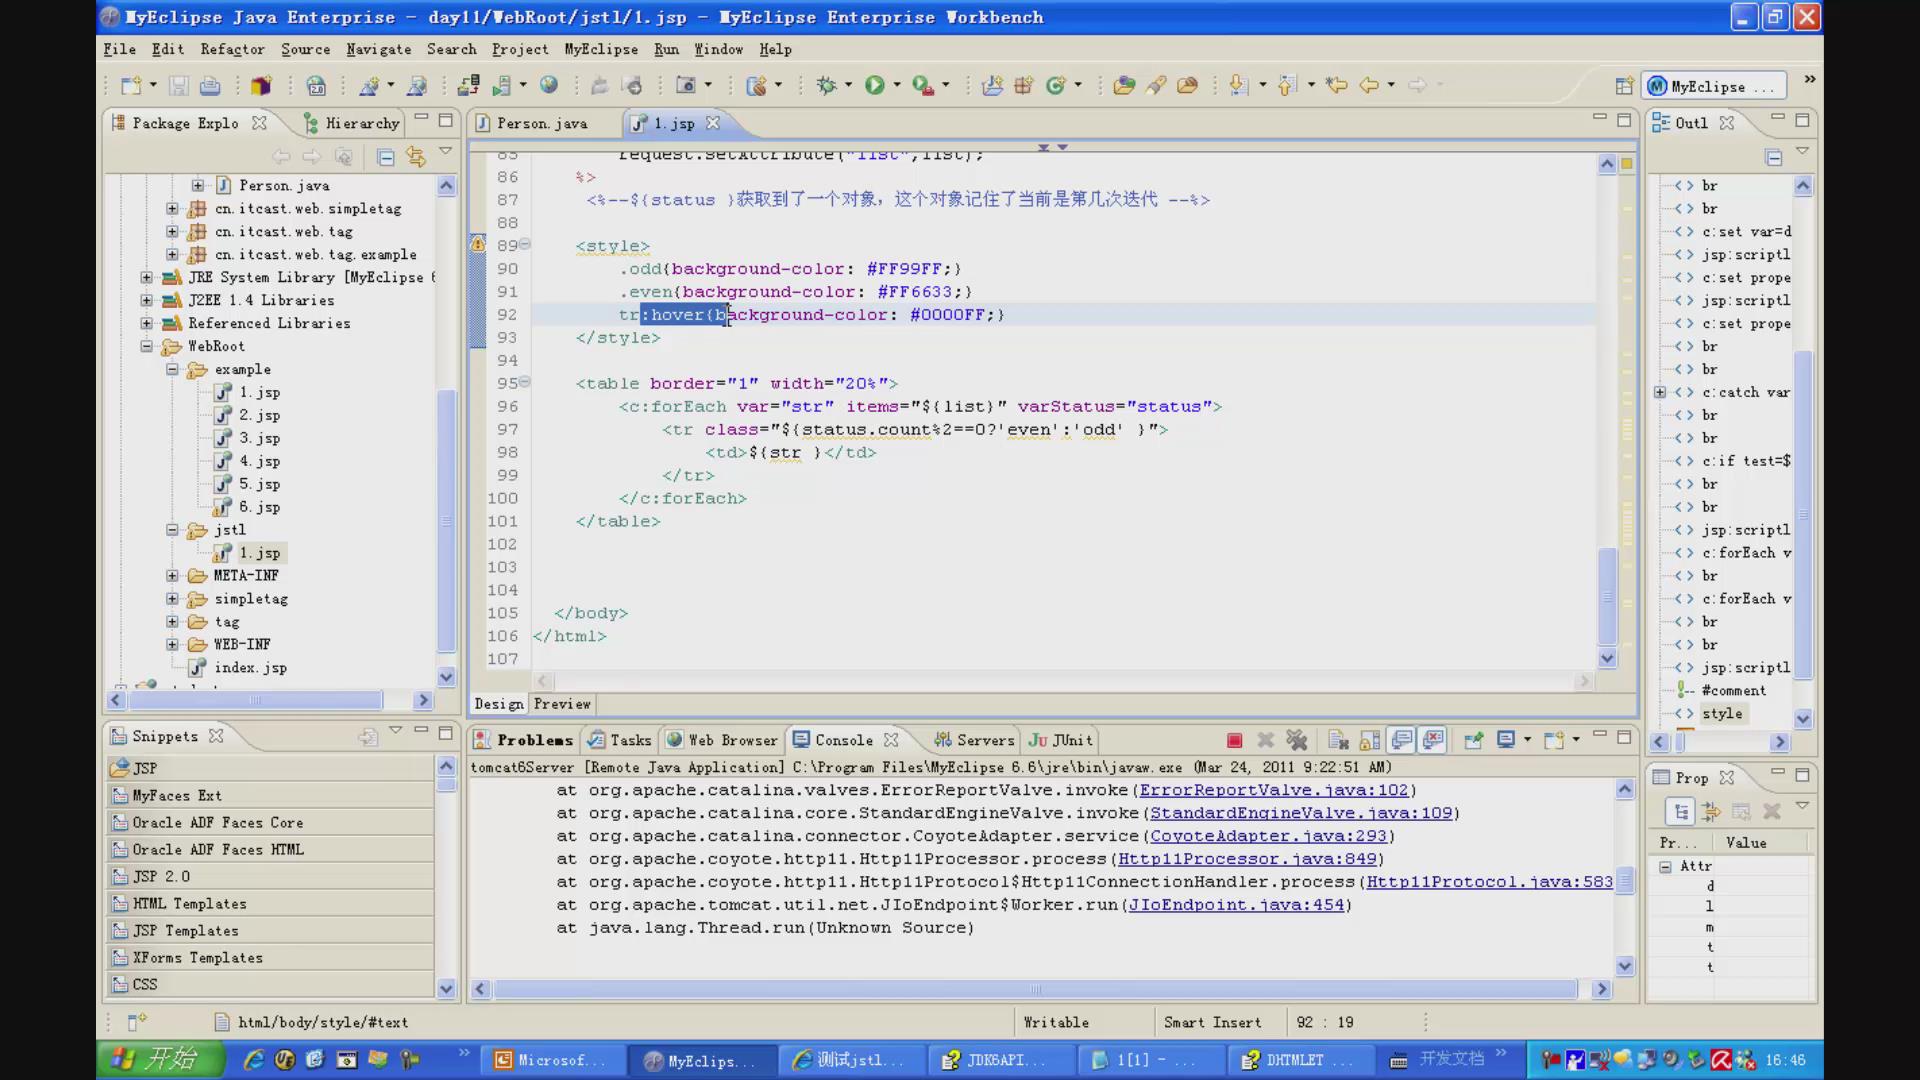 MyEclipse Java Enterprise - day11/WebRoot/jstl/1.jsp - MyEclipse Enterprise Workbench
File Edit Refactor Source Navigate Search Project MyEclipse Run Window Help
MyEclipse ...
Package Explo
Hierarchy
Person.java
1.jsp
Outl
Person.java
cn.itcast.web.simpletag
cn.itcast.web.tag
cn.itcast.web.tag.example
JRE System Library [MyEclipse 6
J2EE 1.4 Libraries
Referenced Libraries
WebRoot
example
1.jsp
2.jsp
3.jsp
4.jsp
5.jsp
6.jsp
jstl
1.jsp
META-INF
simpletag
tag
WEB-INF
index.jsp
85 request.setAttribute("list",list);
86 %>
87 <%--${status }获取到了一个对象，这个对象记住了当前是第几次迭代 --%>
88
89 <style>
90 .odd{background-color: #FF99FF;}
91 .even{background-color: #FF6633;}
92 tr:hover{background-color: #0000FF;}
93 </style>
94
95 <table border="1" width="20%">
96 <c:forEach var="str" items="${list}" varStatus="status">
97 <tr class="${status.count%2==0?'even':'odd' }">
98 <td>${str }</td>
99 </tr>
100 </c:forEach>
101 </table>
102
103
104
105 </body>
106 </html>
107
Design Preview
br
br
c:set var=d
jsp:scriptl
c:set prope
jsp:scriptl
c:set prope
br
br
c:catch var
br
br
c:if test=$
br
br
jsp:scriptl
c:forEach v
br
c:forEach v
br
br
jsp:scriptl
#comment
style
Snippets
JSP
MyFaces Ext
Oracle ADF Faces Core
Oracle ADF Faces HTML
JSP 2.0
HTML Templates
JSP Templates
XForms Templates
CSS
Problems Tasks Web Browser Console Servers JUnit
tomcat6Server [Remote Java Application] C:\Program Files\MyEclipse 6.6\jre\bin\javaw.exe (Mar 24, 2011 9:22:51 AM)
at org.apache.catalina.valves.ErrorReportValve.invoke(ErrorReportValve.java:102)
at org.apache.catalina.core.StandardEngineValve.invoke(StandardEngineValve.java:109)
at org.apache.catalina.connector.CoyoteAdapter.service(CoyoteAdapter.java:293)
at org.apache.coyote.http11.Http11Processor.process(Http11Processor.java:849)
at org.apache.coyote.http11.Http11Protocol$Http11ConnectionHandler.process(Http11Protocol.java:583
at org.apache.tomcat.util.net.JIoEndpoint$Worker.run(JIoEndpoint.java:454)
at java.lang.Thread.run(Unknown Source)
Prop
Pr... Value
Attr
d
l
m
t
t
html/body/style/#text
Writable
Smart Insert
92 : 19
开始
Microsof...
MyEclips...
测试jstl...
JDK6API...
1[1] - ...
DHTMLET ...
开发文档
16:46